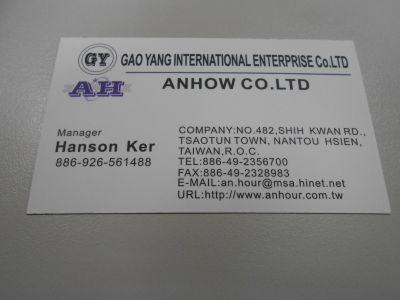 GY GAO YANG INTERNATIONAL ENTERPRISE Co.LTD
AH ANHOW CO.LTD
Manager
Hanson Ker
886-926-561488
COMPANY:NO.482,SHIH KWAN RD.,
TSAOTUN TOWN, NANTOU HSIEN,
TAIWAN,R.O.C.
TEL:886-49-2356700
FAX:886-49-2328983
E-MAIL:an.hour@msa.hinet.net
URL:http://www.anhour.com.tw